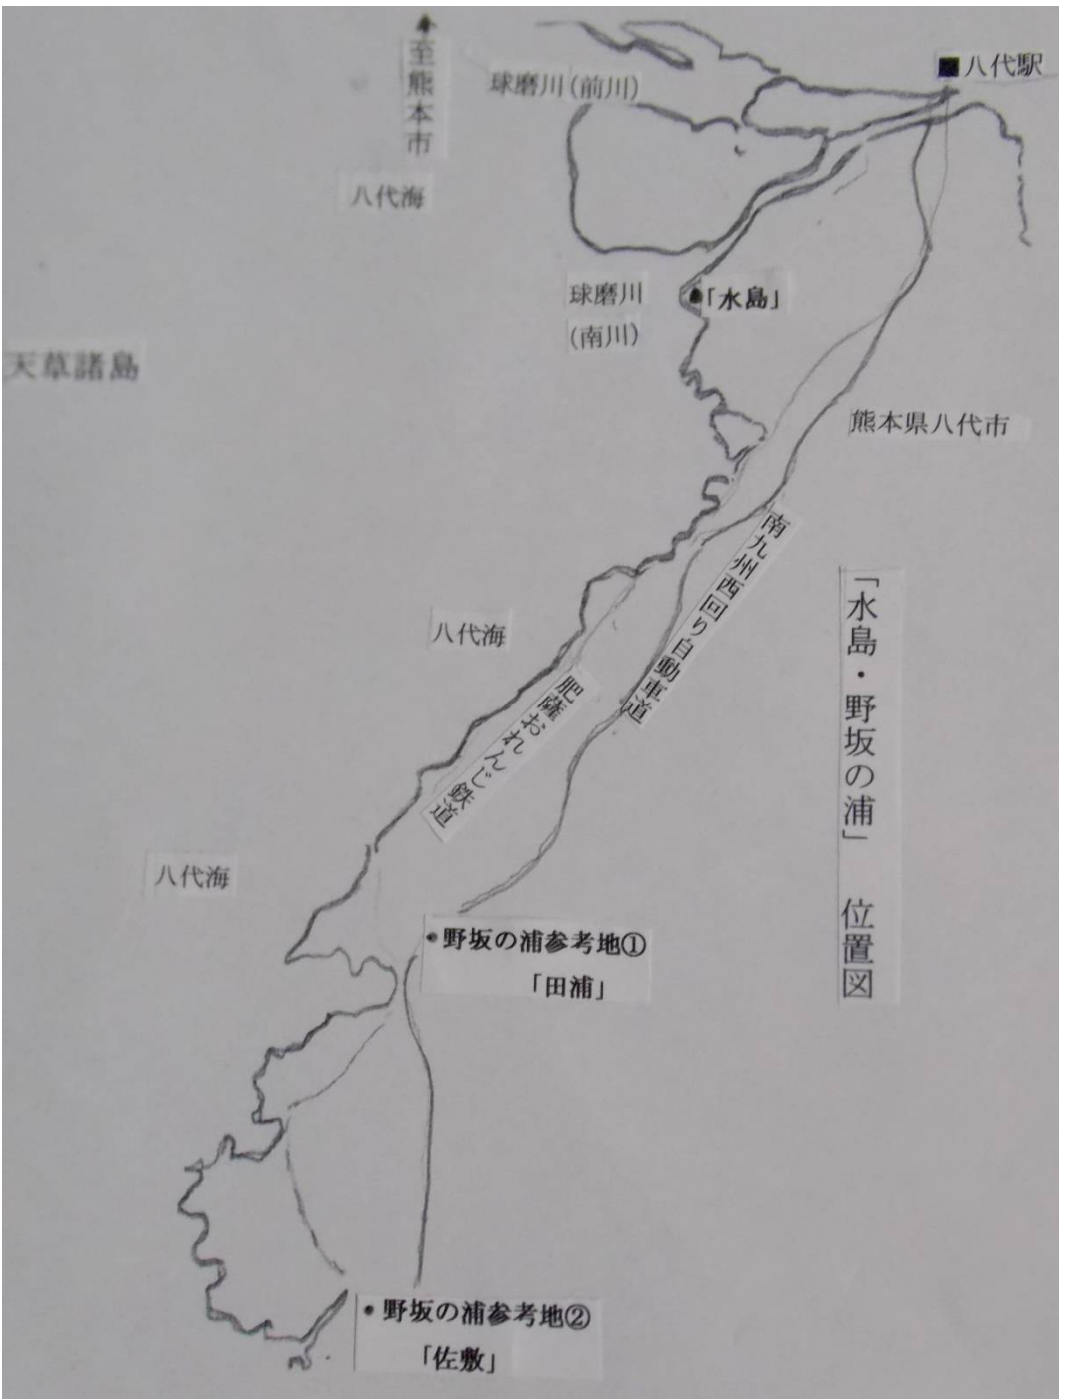 至熊本市
八代駅
球磨川(前川)
八代海
球磨川
(南川)
「水島」
天草諸島
熊本県八代市
南九州西回り自動車道
「水島・野坂の浦」 位置図
八代海
肥薩おれんじ鉄道
八代海
・野坂の浦参考地①
「田浦」
・野坂の浦参考地②
「佐敷」